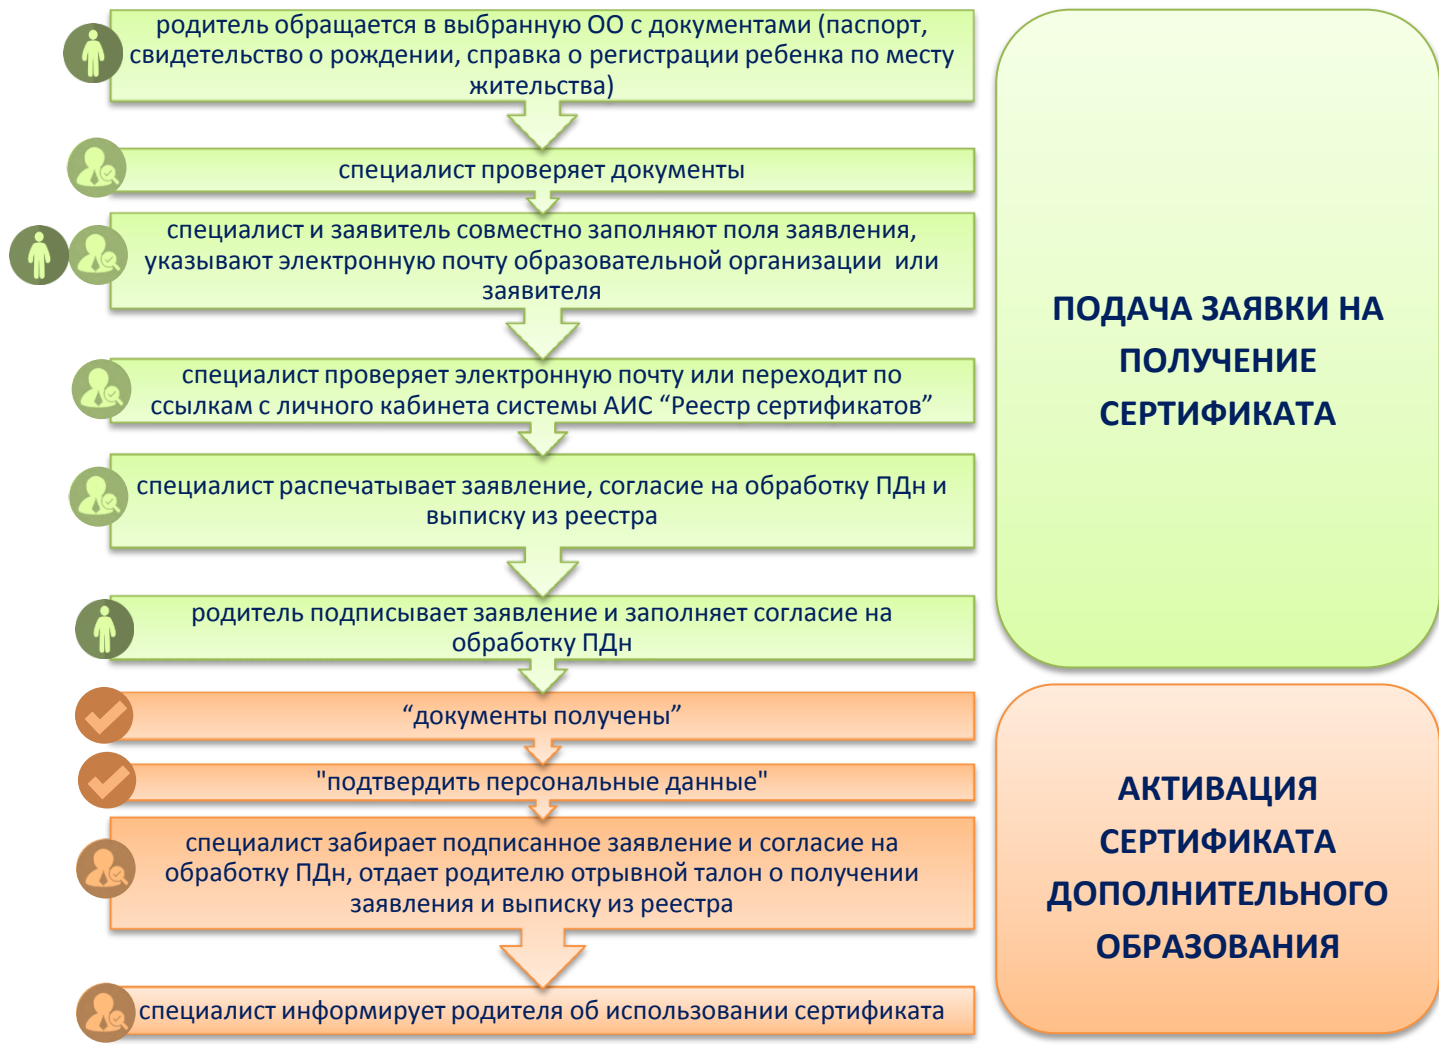 родитель обращается в выбранную ОО с документами (паспорт,
свидетельство о рождении, справка о регистрации ребенка по месту
жительства)
специалист проверяет документы
специалист и заявитель совместно заполняют поля заявления,
указывают электронную почту образовательной организации или
заявителя
специалист проверяет электронную почту или переходит по
ссылкам с личного кабинета системы АИС “Реестр сертификатов”
специалист распечатывает заявление, согласие на обработку ПДн и
выписку из реестра
родитель подписывает заявление и заполняет согласие на
обработку ПДн
“документы получены”
"подтвердить персональные данные"
специалист забирает подписанное заявление и согласие на
обработку ПДн, отдает родителю отрывной талон о получении
заявления и выписку из реестра
специалист информирует родителя об использовании сертификата
ПОДАЧА ЗАЯВКИ НА
ПОЛУЧЕНИЕ
СЕРТИФИКАТА
АКТИВАЦИЯ
СЕРТИФИКАТА
ДОПОЛНИТЕЛЬНОГО
ОБРАЗОВАНИЯ